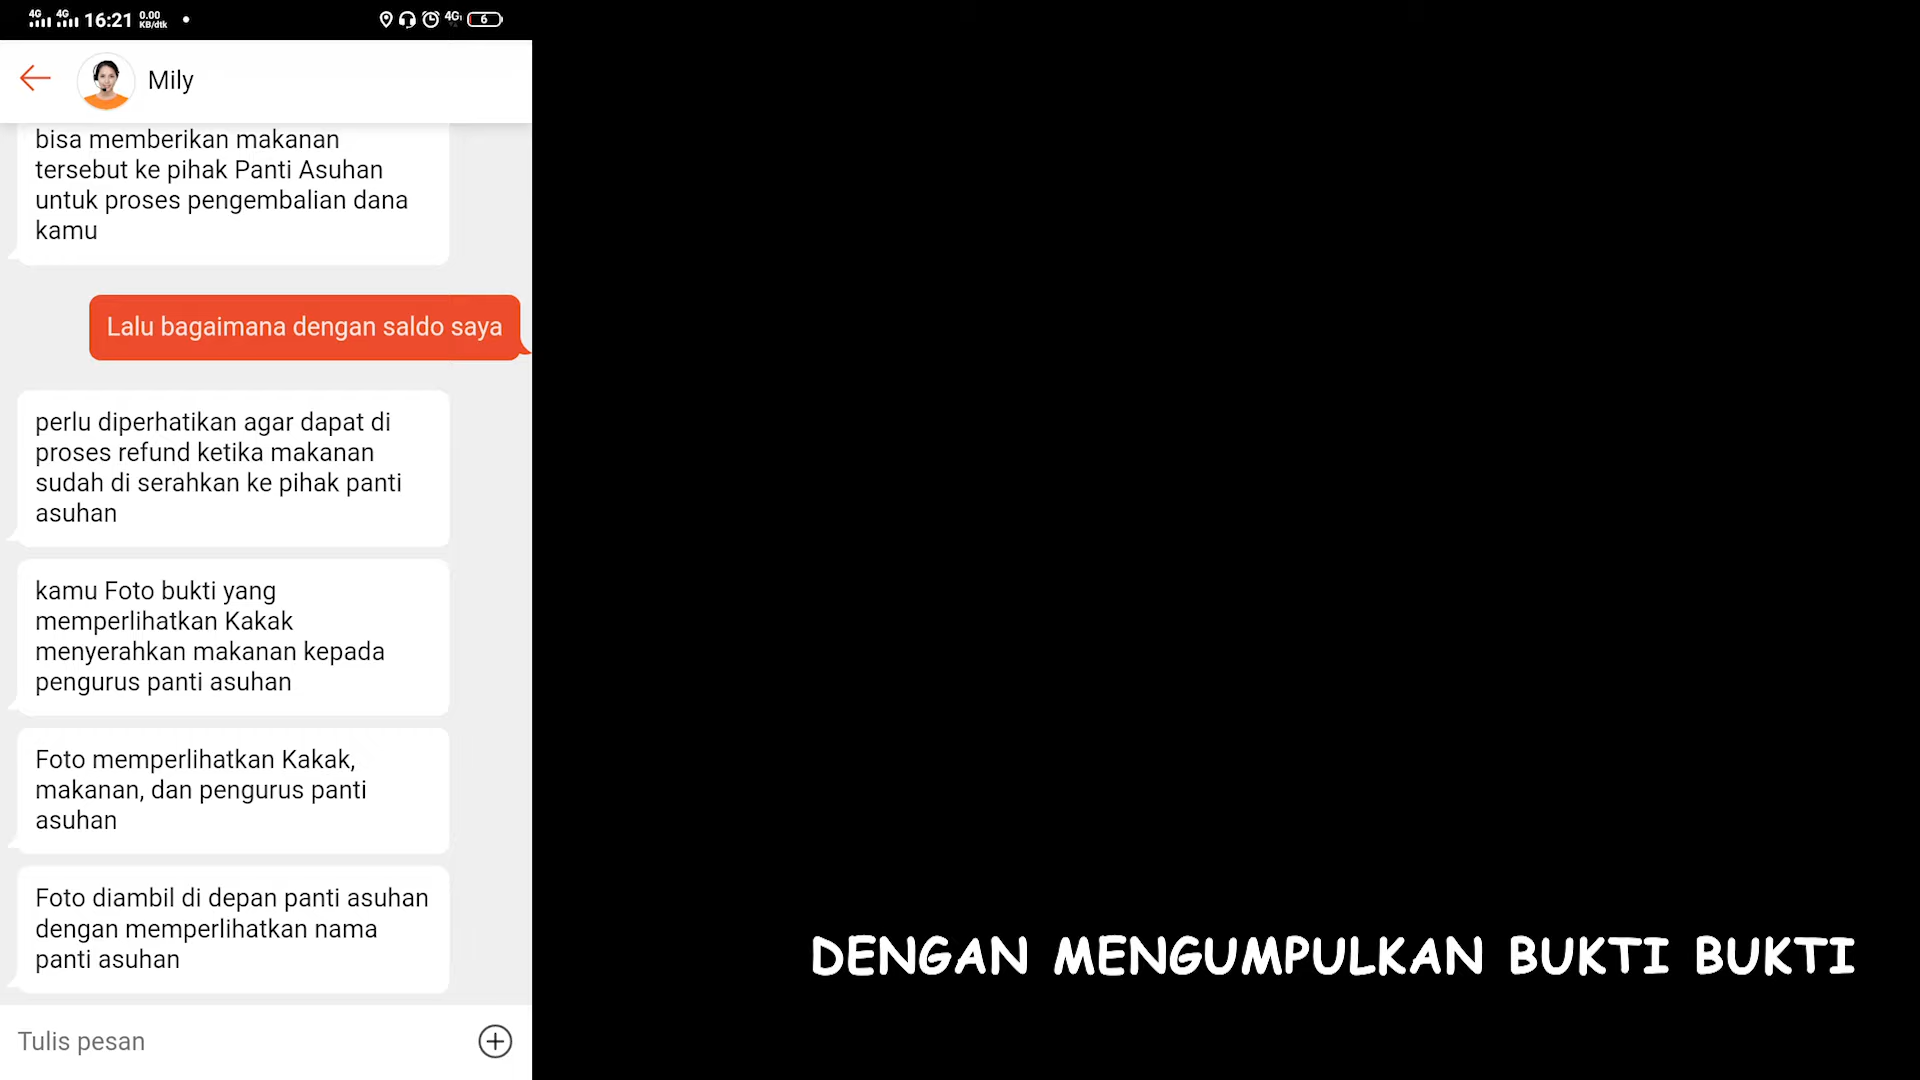 4G 4G 16:21 0.00 KB/dtk 4G 6
Mily
bisa memberikan makanan
tersebut ke pihak Panti Asuhan
untuk proses pengembalian dana
kamu
Lalu bagaimana dengan saldo saya
perlu diperhatikan agar dapat di
proses refund ketika makanan
sudah di serahkan ke pihak panti
asuhan
kamu Foto bukti yang
memperlihatkan Kakak
menyerahkan makanan kepada
pengurus panti asuhan
Foto memperlihatkan Kakak,
makanan, dan pengurus panti
asuhan
Foto diambil di depan panti asuhan
dengan memperlihatkan nama
panti asuhan
Tulis pesan
DENGAN MENGUMPULKAN BUKTI BUKTI